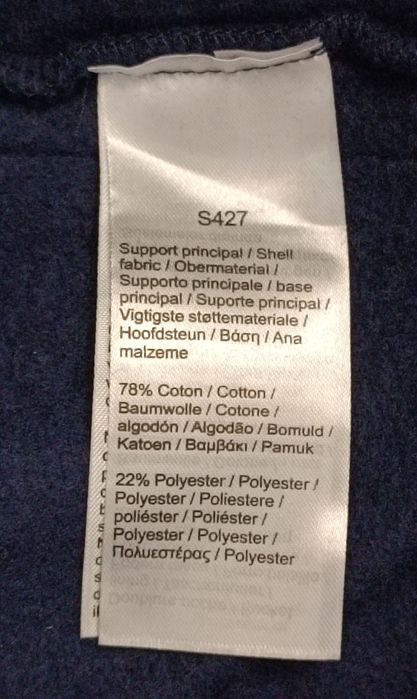 S427
Support principal / Shell
fabric / Obermaterial /
Supporto principale / base
principal / Suporte principal /
Vigtigste støttemateriale /
Hoofdsteun / Βάση / Ana
malzeme
78% Coton / Cotton /
Baumwolle / Cotone /
algodón / Algodão / Bomuld /
Katoen / Βαμβάκι / Pamuk
22% Polyester / Polyester /
Polyester / Poliestere /
poliéster / Poliéster /
Polyester / Polyester /
Πολυεστέρας / Polyester